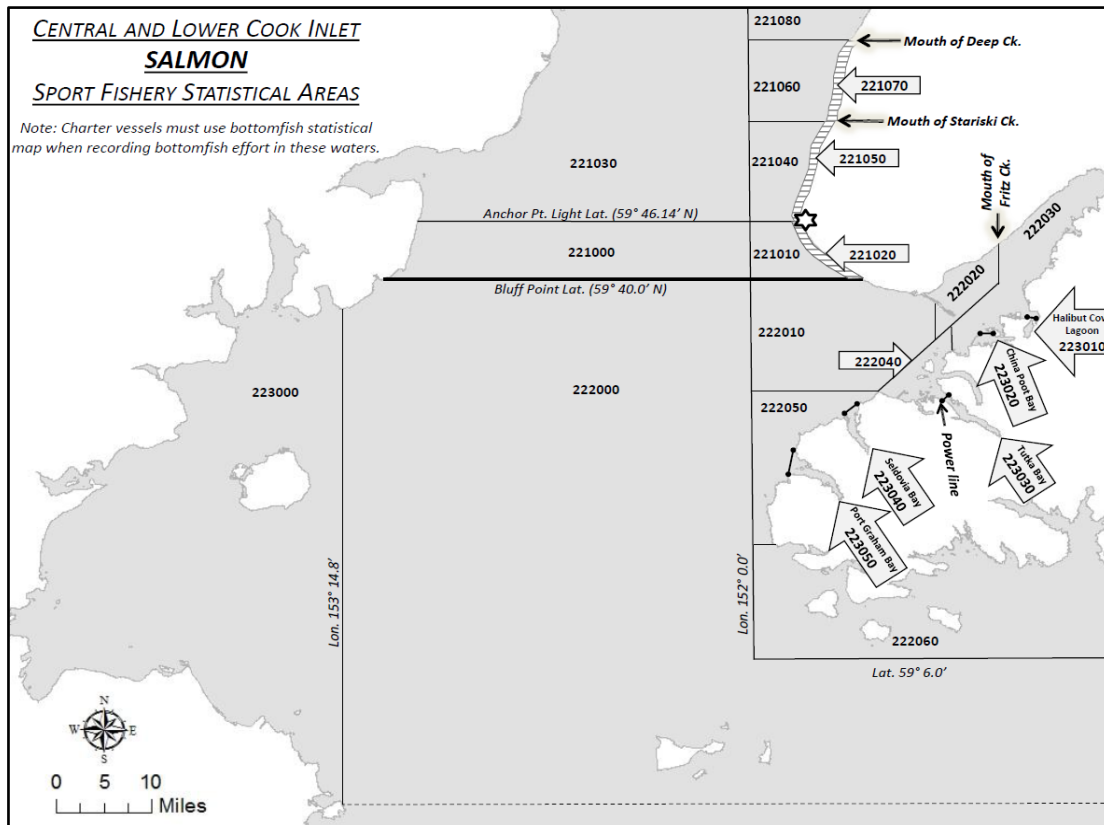 CENTRAL AND LOWER COOK INLET
SALMON
SPORT FISHERY STATISTICAL AREAS
Note: Charter vessels must use bottomfish statistical
map when recording bottomfish effort in these waters.
221080
Mouth of Deep Ck.
221060
221070
Mouth of Stariski Ck.
221030
221040
221050
Mouth of
Fritz Ck.
222030
Anchor Pt. Light Lat. (59° 46.14’ N)
221000
221010
221020
Bluff Point Lat. (59° 40.0’ N)
222020
Halibut Cov
Lagoon
223010
222010
222040
China Poot Bay
223020
223000
222000
222050
Power line
Tutka Bay
223030
Seldovia Bay
223040
Port Graham Bay
223050
Lon. 153° 14.8’
Lon. 152° 0.0’
222060
Lat. 59° 6.0’
N
W
E
S
0 5 10
Miles